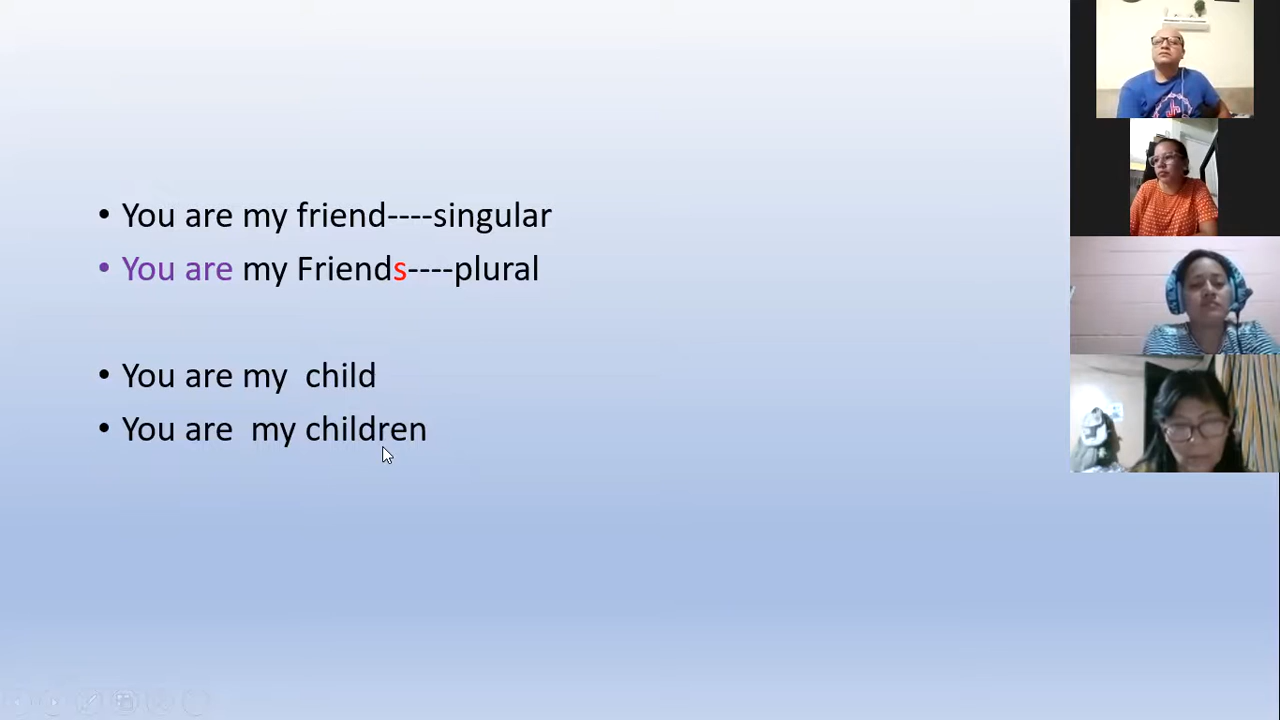 • You are my friend----singular
• You are my Friends----plural
• You are my  child
• You are  my children